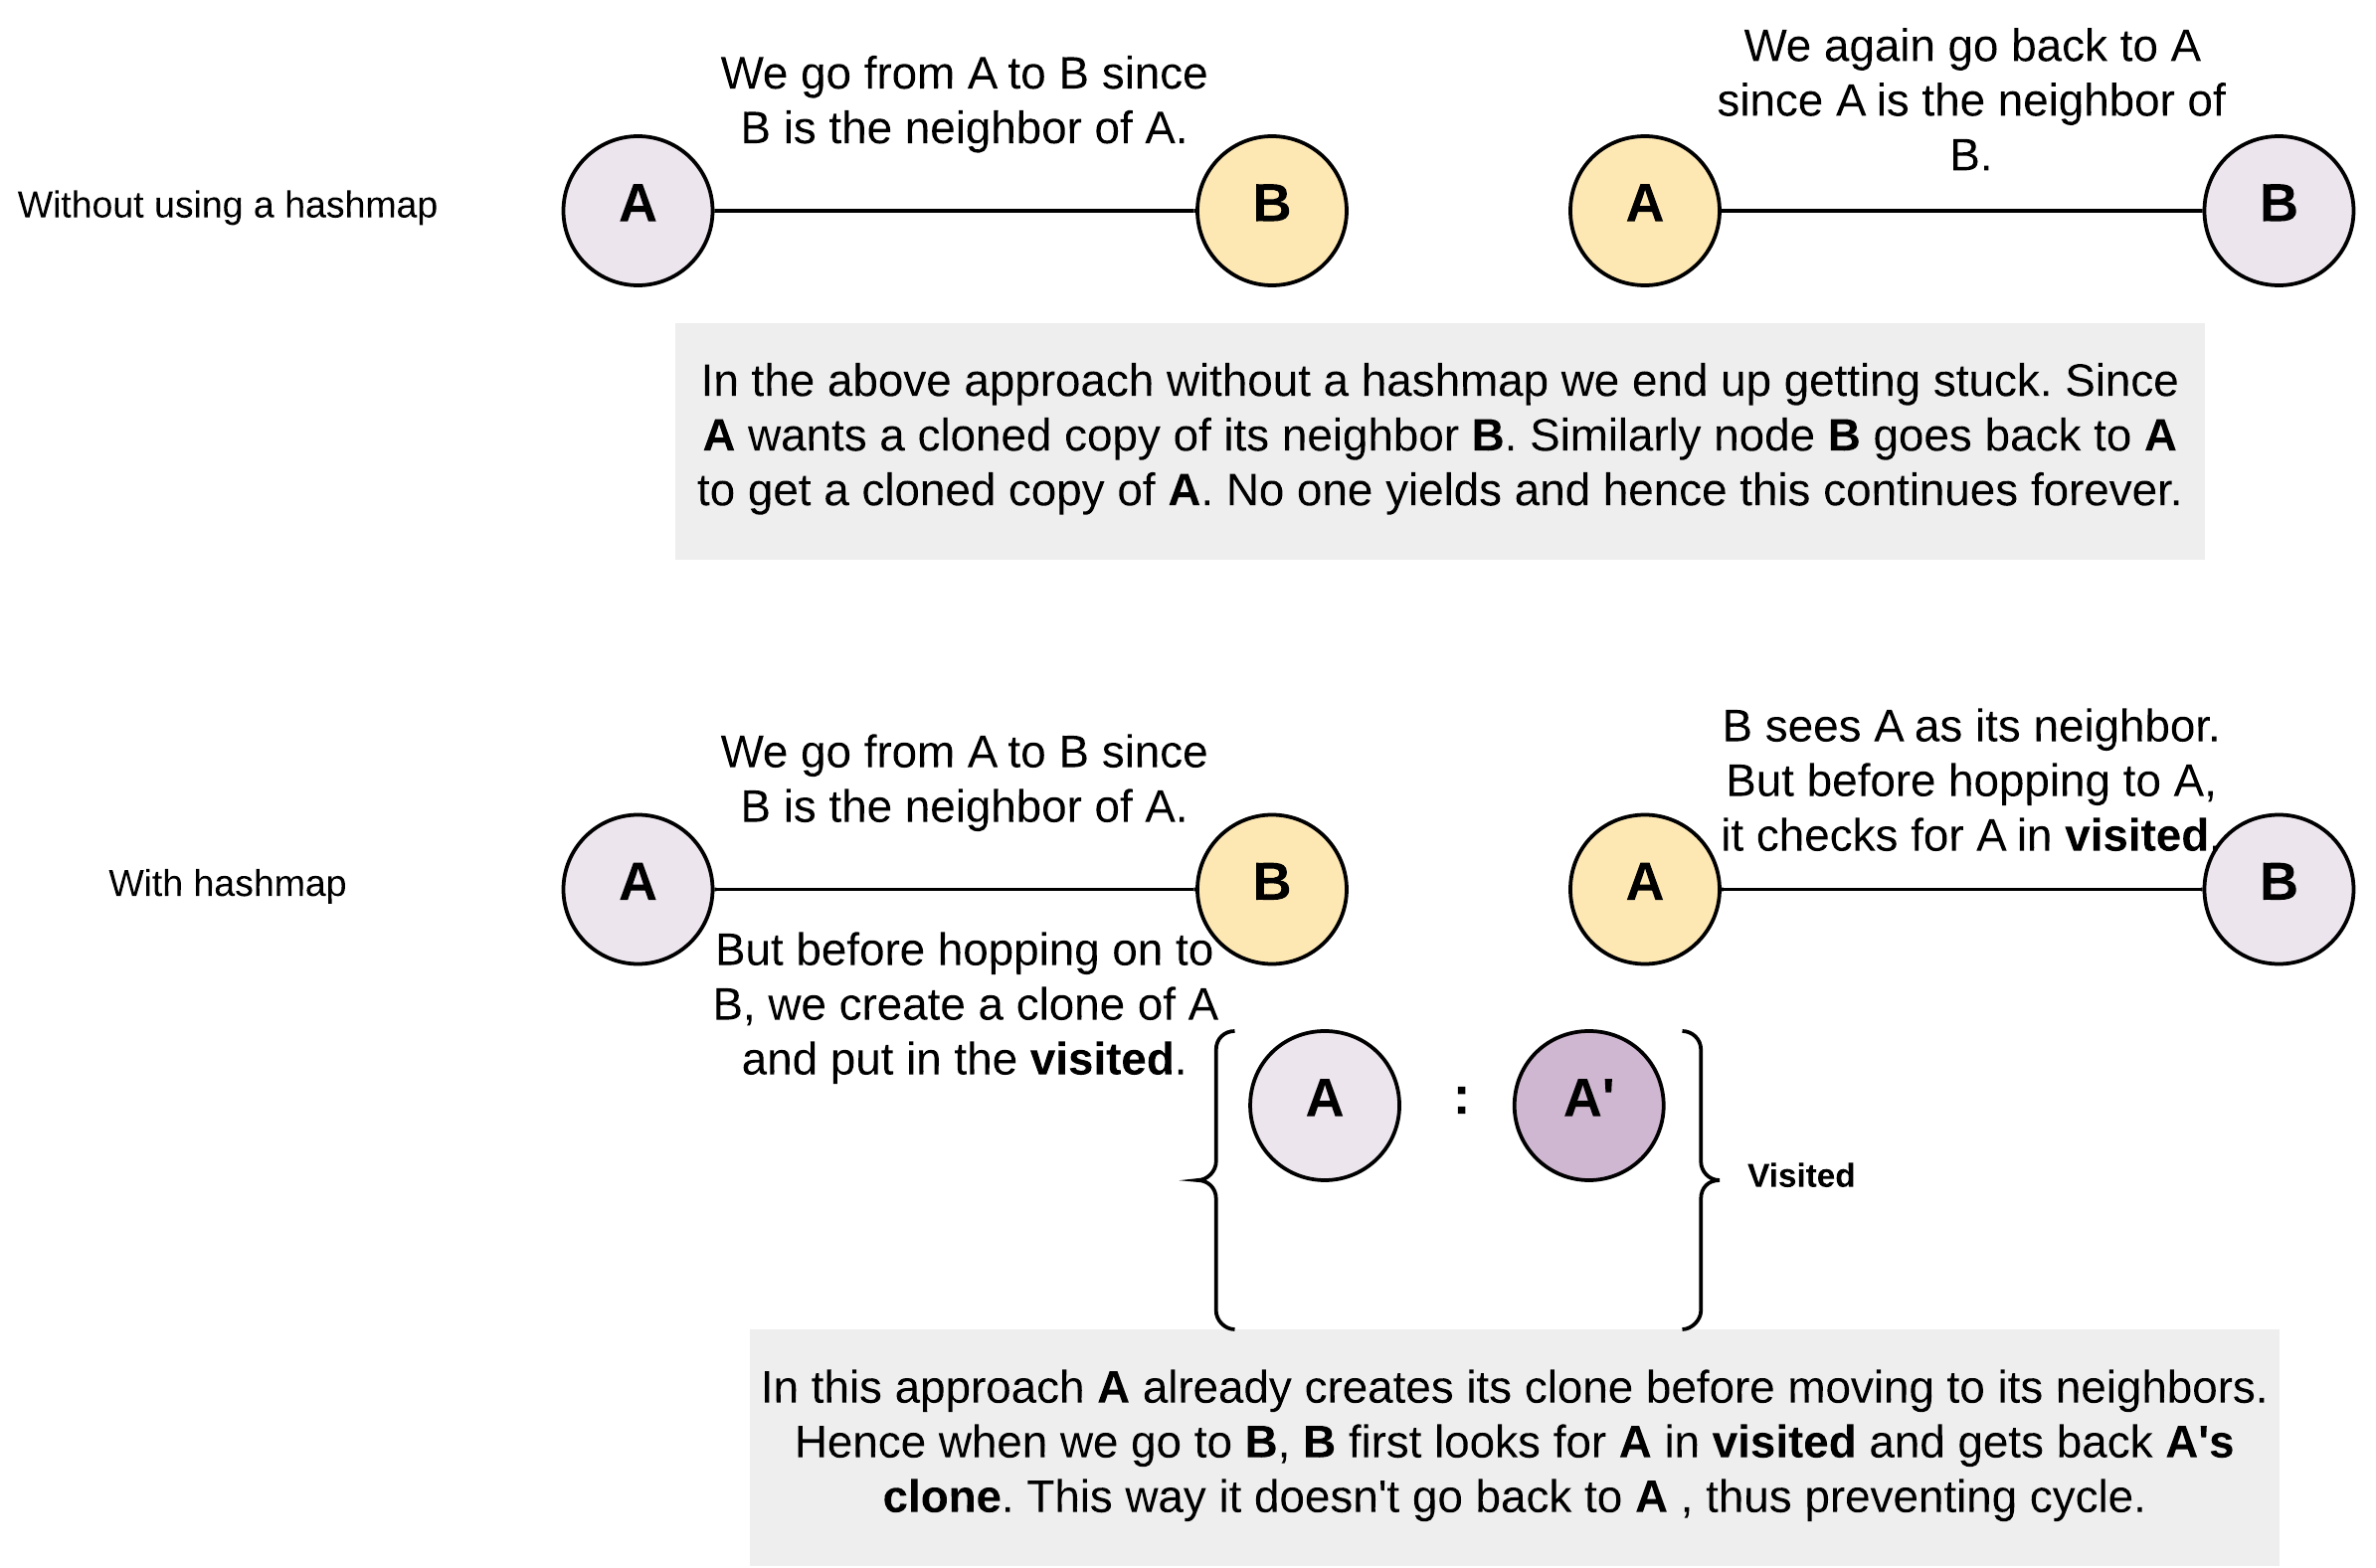 We go from A to B since
B is the neighbor of A.
We again go back to A
since A is the neighbor of
B.
Without using a hashmap
A
B
A
B
In the above approach without a hashmap we end up getting stuck. Since
A wants a cloned copy of its neighbor B. Similarly node B goes back to A
to get a cloned copy of A. No one yields and hence this continues forever.
We go from A to B since
B is the neighbor of A.
B sees A as its neighbor.
But before hopping to A,
it checks for A in visited.
With hashmap
A
B
A
B
But before hopping on to
B, we create a clone of A
and put in the visited.
A
:
A'
Visited
In this approach A already creates its clone before moving to its neighbors.
Hence when we go to B, B first looks for A in visited and gets back A's
clone. This way it doesn't go back to A , thus preventing cycle.